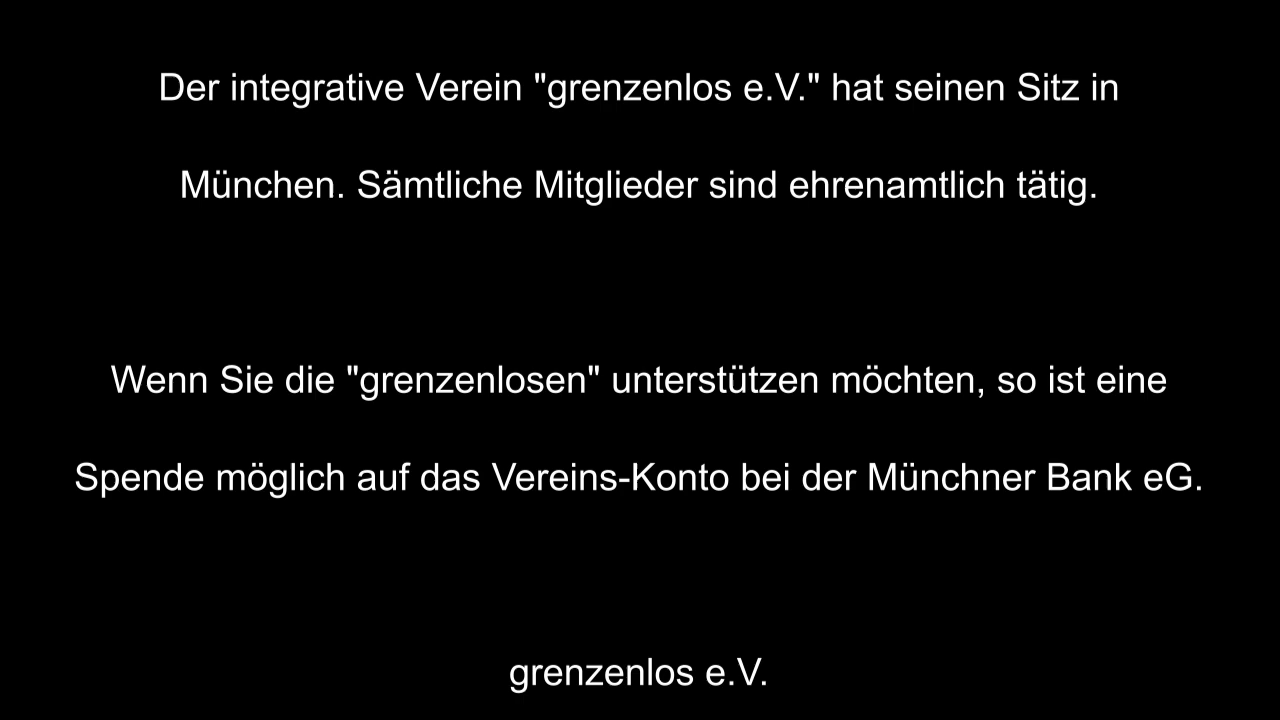 Der integrative Verein "grenzenlos e.V." hat seinen Sitz in
München. Sämtliche Mitglieder sind ehrenamtlich tätig.
Wenn Sie die "grenzenlosen" unterstützen möchten, so ist eine
Spende möglich auf das Vereins-Konto bei der Münchner Bank eG.
grenzenlos e.V.